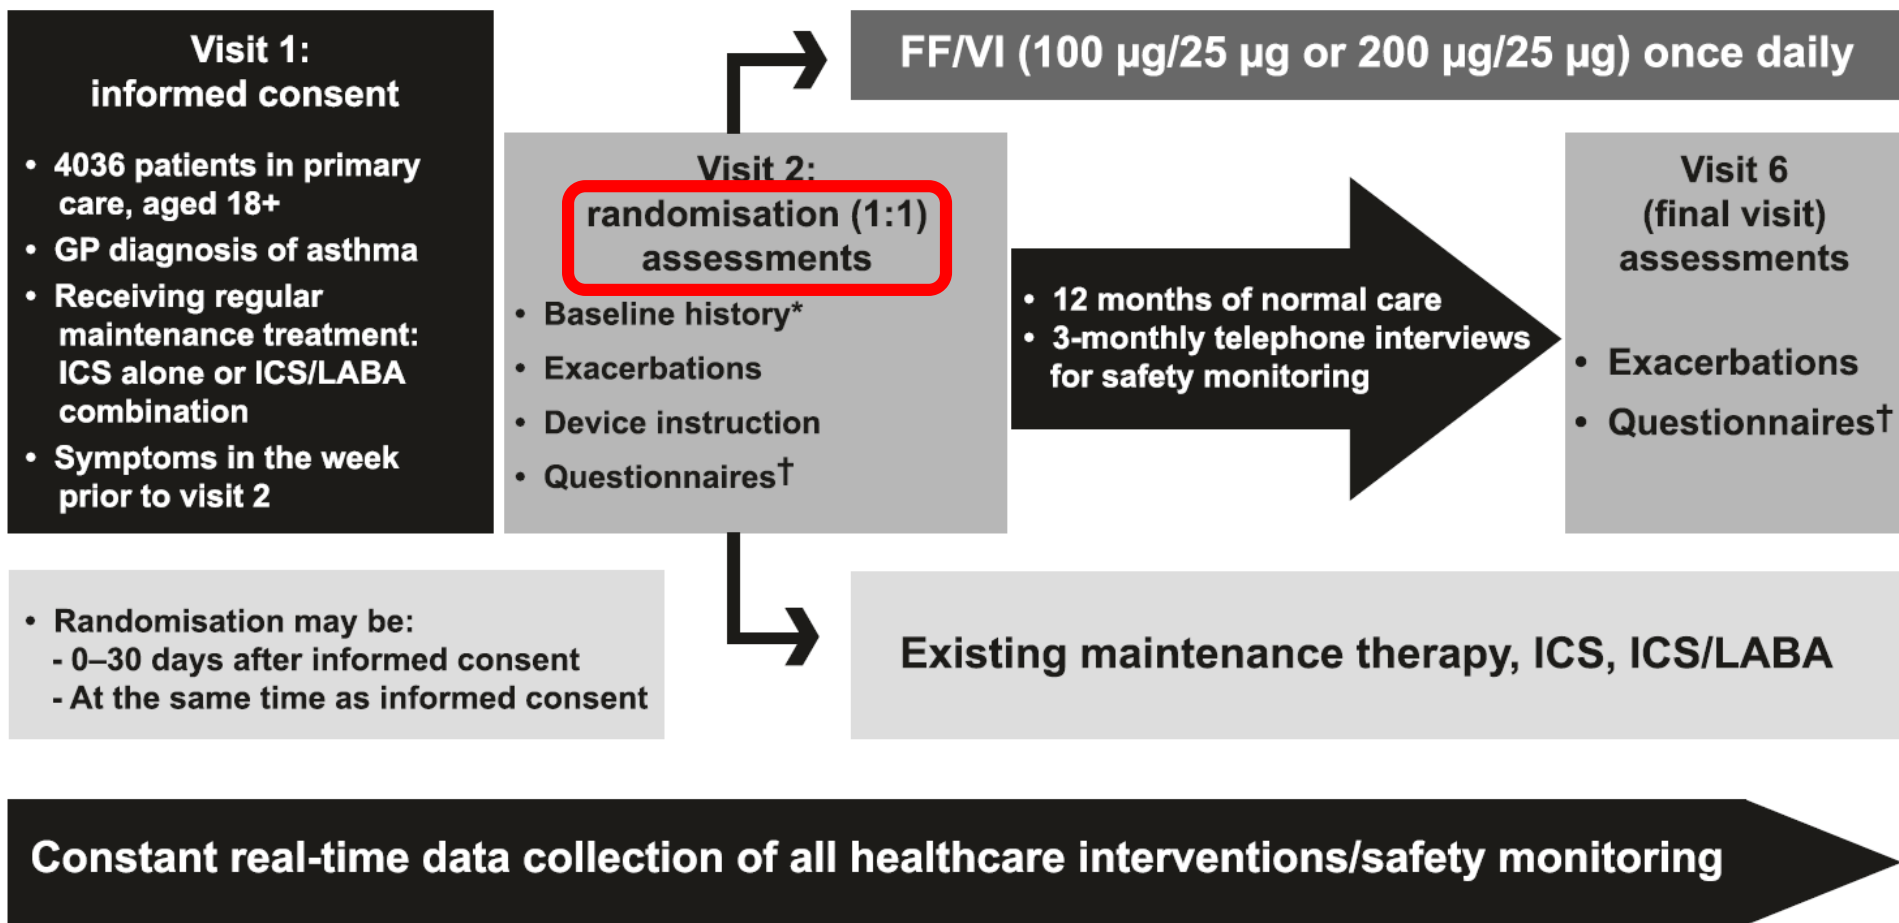 Visit 1:
informed consent
• 4036 patients in primary
care, aged 18+
• GP diagnosis of asthma
• Receiving regular
maintenance treatment:
ICS alone or ICS/LABA
combination
• Symptoms in the week
prior to visit 2
FF/VI (100 µg/25 µg or 200 µg/25 µg) once daily
Visit 2:
randomisation (1:1)
assessments
• Baseline history*
• Exacerbations
• Device instruction
• Questionnaires†
• 12 months of normal care
• 3-monthly telephone interviews
for safety monitoring
Visit 6
(final visit)
assessments
• Exacerbations
• Questionnaires†
• Randomisation may be:
- 0–30 days after informed consent
- At the same time as informed consent
Existing maintenance therapy, ICS, ICS/LABA
Constant real-time data collection of all healthcare interventions/safety monitoring